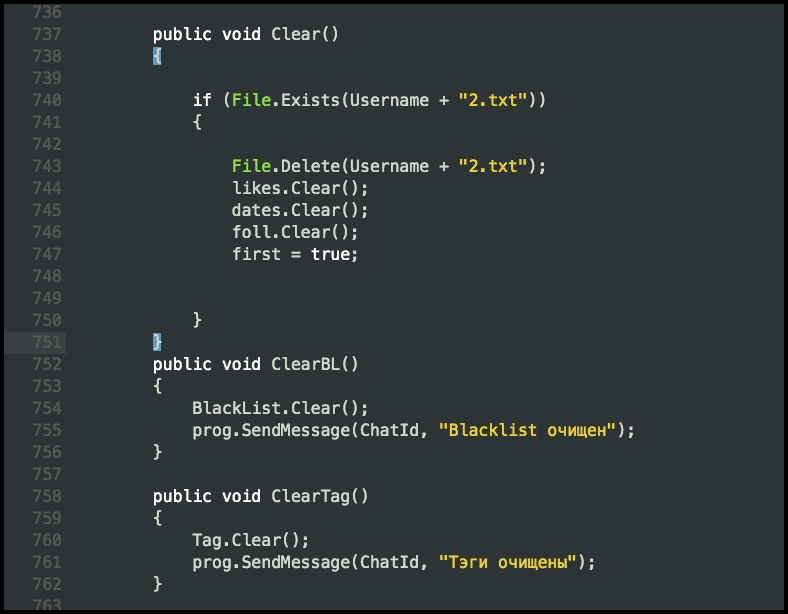 736
737 public void Clear()
738 {
739
740 if (File.Exists(Username + "2.txt"))
741 {
742
743 File.Delete(Username + "2.txt");
744 likes.Clear();
745 dates.Clear();
746 foll.Clear();
747 first = true;
748
749
750 }
751 }
752 public void ClearBL()
753 {
754 BlackList.Clear();
755 prog.SendMessage(ChatId, "Blacklist очищен");
756 }
757
758 public void ClearTag()
759 {
760 Tag.Clear();
761 prog.SendMessage(ChatId, "Тэги очищены");
762 }
763